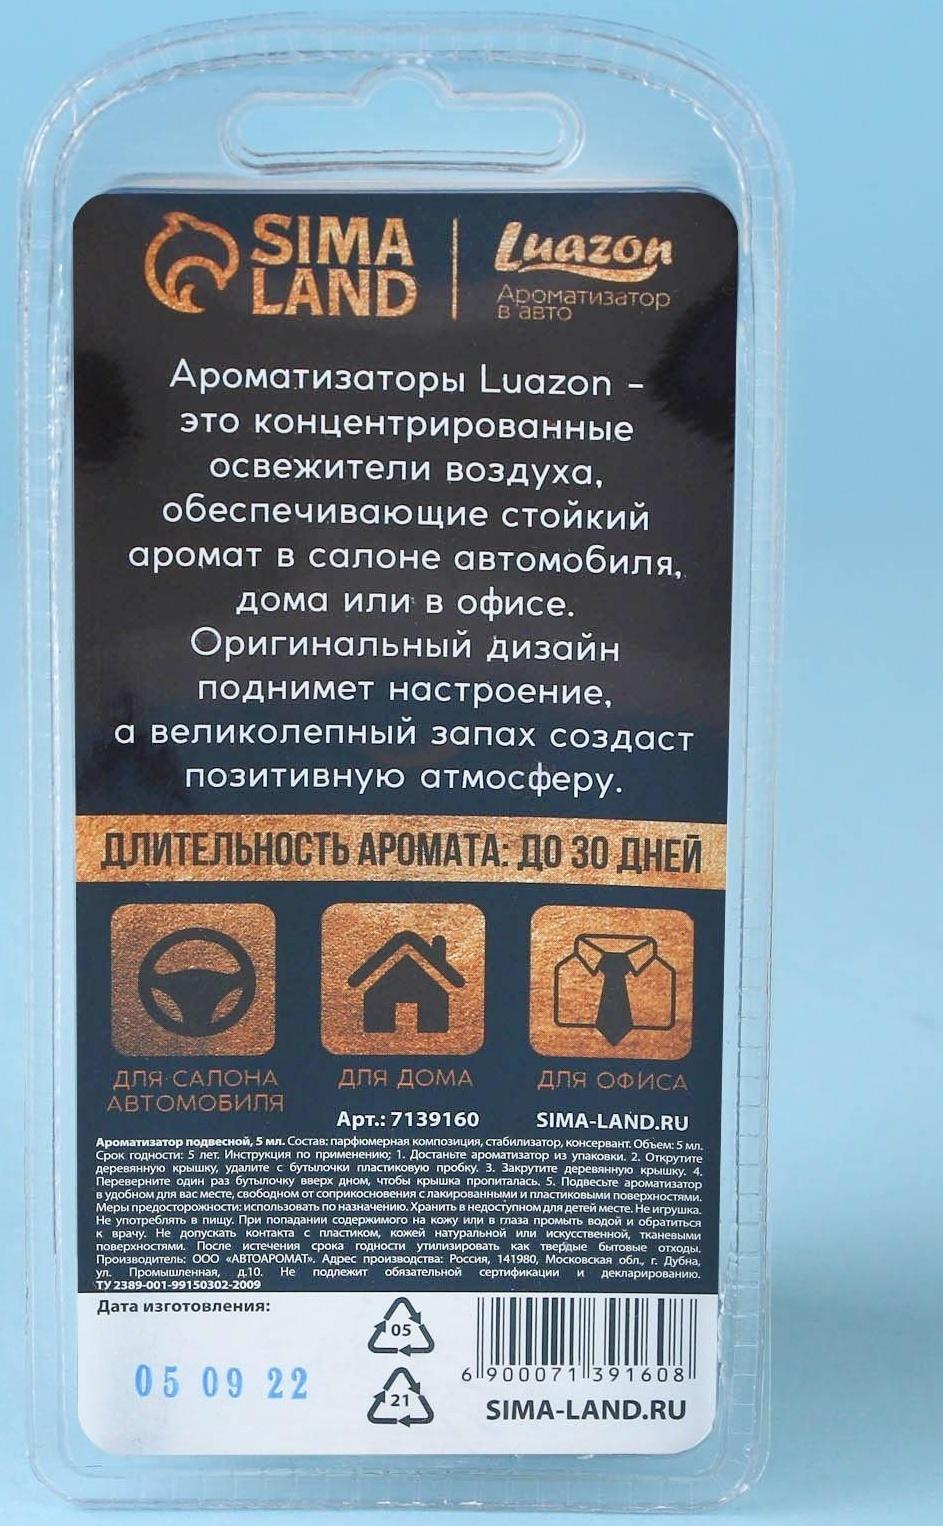 SIMA
LAND
Luazon
Ароматизатор
в авто
Ароматизаторы Luazon –
это концентрированные
освежители воздуха,
обеспечивающие стойкий
аромат в салоне автомобиля,
дома или в офисе.
Оригинальный дизайн
поднимет настроение,
а великолепный запах создаст
позитивную атмосферу.
ДЛИТЕЛЬНОСТЬ АРОМАТА: ДО 30 ДНЕЙ
ДЛЯ САЛОНА
АВТОМОБИЛЯ
ДЛЯ ДОМА
ДЛЯ ОФИСА
Арт.: 7139160
SIMA-LAND.RU
Ароматизатор подвесной, 5 мл. Состав: парфюмерная композиция, стабилизатор, консервант. Объем: 5 мл.
Срок годности: 5 лет. Инструкция по применению: 1. Достаньте ароматизатор из упаковки. 2. Открутите
деревянную крышку, удалите с бутылочки пластиковую пробку. 3. Закрутите деревянную крышку. 4.
Переверните один раз бутылочку вверх дном, чтобы крышка пропиталась. 5. Подвесьте ароматизатор
в удобном для вас месте, свободном от соприкосновения с лакированными и пластиковыми поверхностями.
Меры предосторожности: использовать по назначению. Хранить в недоступном для детей месте. Не игрушка.
Не употреблять в пищу. При попадании содержимого на кожу или в глаза промыть водой и обратиться
к врачу. Не допускать контакта с пластиком, кожей натуральной или искусственной, тканевыми
поверхностями. После истечения срока годности утилизировать как твердые бытовые отходы.
Производитель: ООО «АВТОАРОМАТ». Адрес производства: Россия, 141980, Московская обл., г. Дубна,
ул. Промышленная, д.10. Не подлежит обязательной сертификации и декларированию.
ТУ 2389-001-99150302-2009
Дата изготовления:
05 09 22
05
21
6 900071 391608
SIMA-LAND.RU